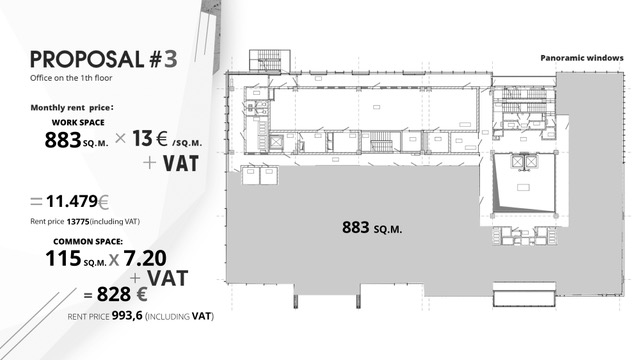 PROPOSAL #3
Office on the 1th floor
Monthly rent price:
WORK SPACE
883 SQ.M. × 13 € /SQ.M.
+ VAT
=11.479€
Rent price 13775(including VAT)
COMMON SPACE:
115 SQ.M. X 7.20
+ VAT
= 828 €
RENT PRICE 993,6 (INCLUDING VAT)
Panoramic windows
883 SQ.M.